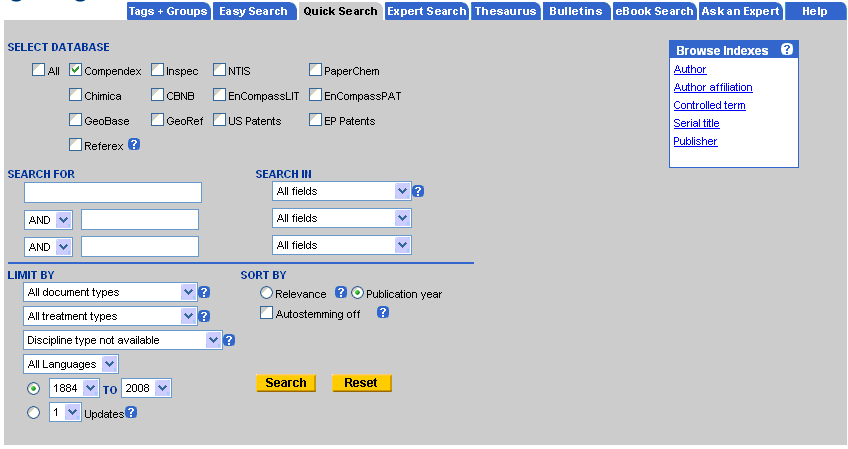 Tags + Groups Easy Search Quick Search Expert Search Thesaurus Bulletins eBook Search Ask an Expert Help
SELECT DATABASE
All Compendex Inspec NTIS PaperChem
Chimica CBNB EnCompassLIT EnCompassPAT
GeoBase GeoRef US Patents EP Patents
Referex ?
Browse Indexes ?
Author
Author affiliation
Controlled term
Serial title
Publisher
SEARCH FOR SEARCH IN
All fields ?
AND All fields
AND All fields
LIMIT BY SORT BY
All document types ? Relevance ? Publication year
All treatment types ? Autostemming off ?
Discipline type not available ?
All Languages
1884 TO 2008 Search Reset
1 Updates ?